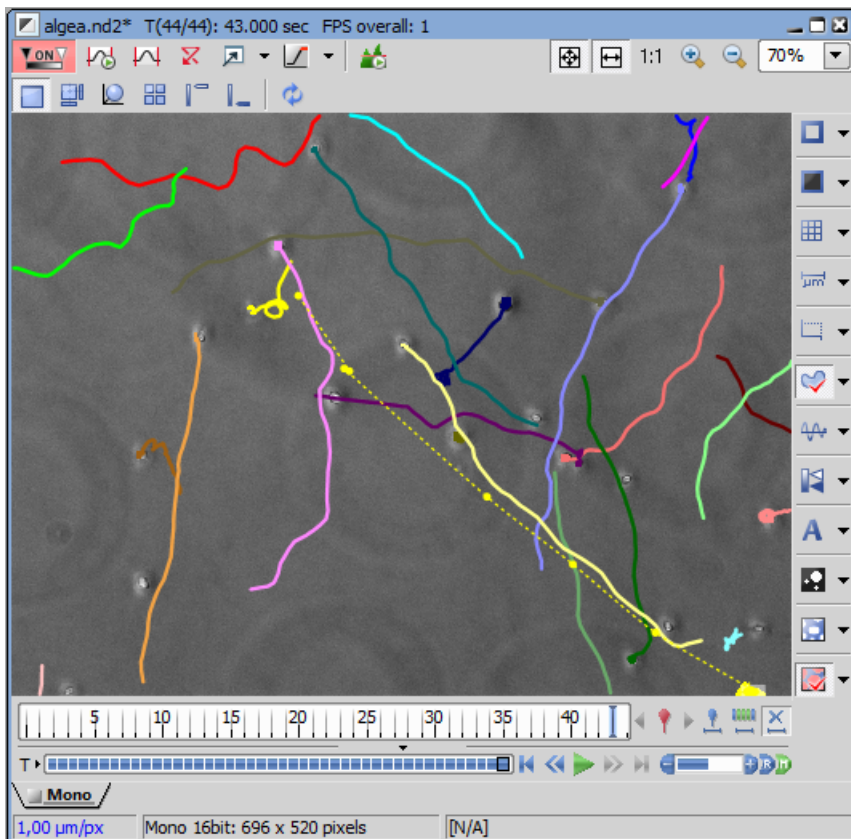 algea.nd2* T(44/44): 43.000 sec FPS overall: 1
ON 1:1 70%
µm
A
5 10 15 20 25 30 35 40
T
R
Mono
1,00 µm/px Mono 16bit: 696 x 520 pixels [N/A]